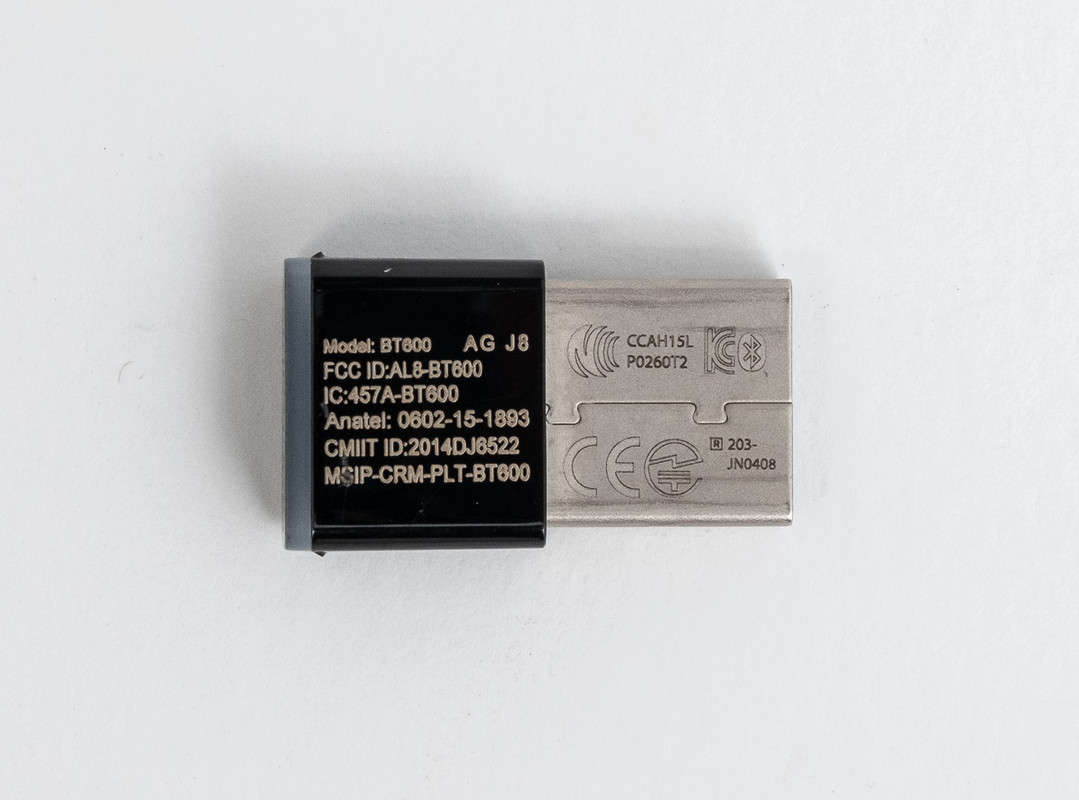 Model: BT600 AG J8
FCC ID:AL8-BT600
IC:457A-BT600
Anatel: 0602-15-1893
CMIIT ID:2014DJ6522
MSIP-CRM-PLT-BT600
CCAH15L
P0260T2
CE
R 203-
JN0408